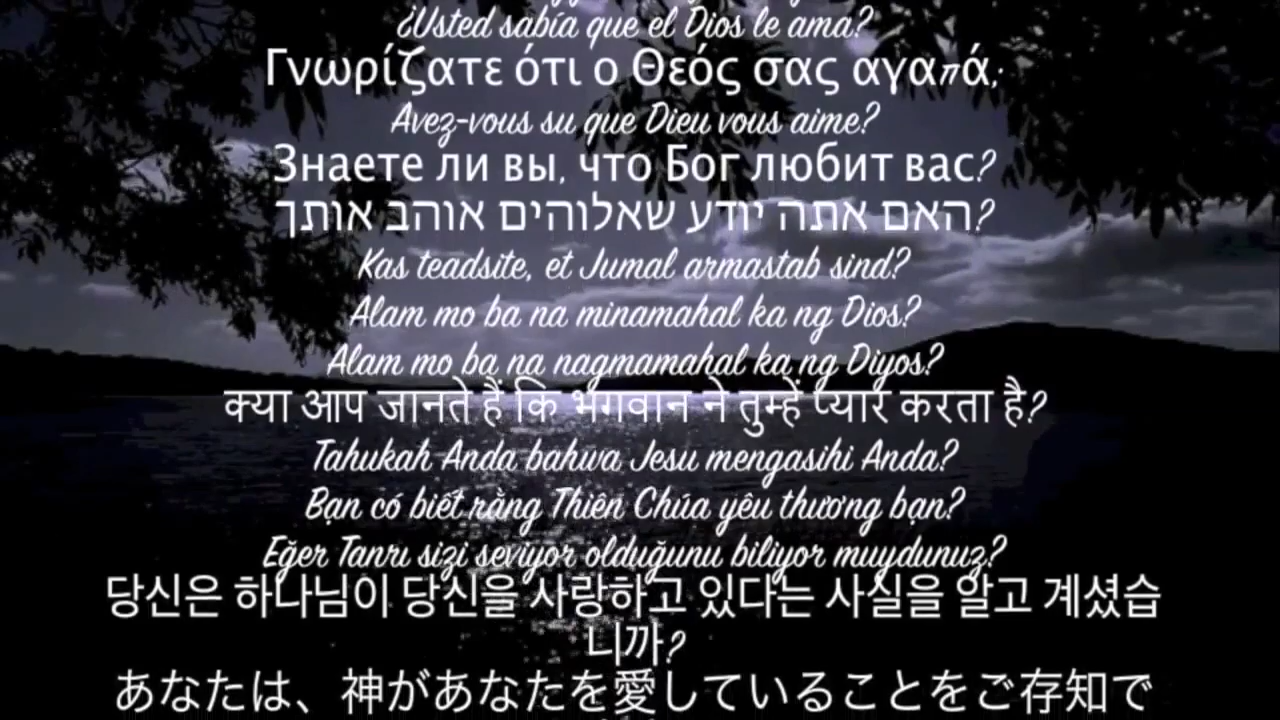 ¿Usted sabía que el Dios le ama?
Γνωρίζατε ότι ο Θεός σας αγαπά;
Avez-vous su que Dieu vous aime?
Знаете ли вы, что Бог любит вас?
האם אתה יודע שאלוהים אוהב אותך?
Kas teadsite, et Jumal armastab sind?
Alam mo ba na minamahal ka ng Dios?
Alam mo ba na nagmamahal ka ng Diyos?
क्या आप जानते हैं कि भगवान ने तुम्हें प्यार करता है?
Tahukah Anda bahwa Jesu mengasihi Anda?
Bạn có biết rằng Thiên Chúa yêu thương bạn?
Eğer Tanrı sizi seviyor olduğunu biliyor muydunuz?
당신은 하나님이 당신을 사랑하고 있다는 사실을 알고 계셨습
니까?
あなたは、神があなたを愛していることをご存知で